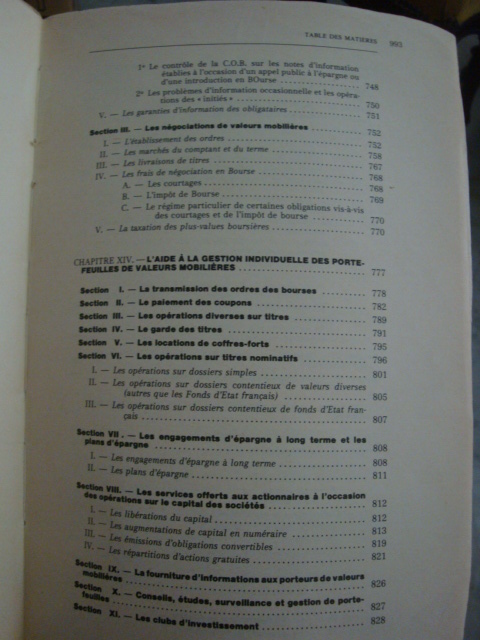 TABLE DES MATIÈRES 993
1° Le contrôle de la C.O.B. sur les notes d'information
établies à l'occasion d'un appel public à l'épargne ou
d'une introduction en BOurse ........ 748
2° Les problèmes d'information occasionnelle et les opéra-
tions des « initiés » ........ 750
V. — Les garanties d'information des obligataires ........ 751
Section III. — Les négociations de valeurs mobilières ........ 752
I. — L'établissement des ordres ........ 752
II. — Les marchés du comptant et du terme ........ 758
III. — Les livraisons de titres ........ 767
IV. — Les frais de négociation en Bourse ........ 768
A. — Les courtages ........ 768
B. — L'impôt de Bourse ........ 769
C. — Le régime particulier de certaines obligations vis-à-vis
des courtages et de l'impôt de bourse ........ 770
V. — La taxation des plus-values boursières ........ 770
CHAPITRE XIV. — L'AIDE À LA GESTION INDIVIDUELLE DES PORTE-
FEUILLES DE VALEURS MOBILIÈRES ........ 777
Section I. — La transmission des ordres des bourses ........ 778
Section II. — Le paiement des coupons ........ 782
Section III. — Les opérations diverses sur titres ........ 789
Section IV. — Le garde des titres ........ 791
Section V. — Les locations de coffres-forts ........ 795
Section VI. — Les opérations sur titres nominatifs ........ 796
I. — Les opérations sur dossiers simples ........ 801
II. — Les opérations sur dossiers contentieux de valeurs diverses
(autres que les Fonds d'Etat français) ........ 805
III. — Les opérations sur dossiers contentieux de fonds d'Etat fran-
çais ........ 807
Section VII . — Les engagements d'épargne à long terme et les
plans d'épargne ........ 808
I. — Les engagements d'épargne à long terme ........ 808
II. — Les plans d'épargne ........ 811
Section VIII. — Les services offerts aux actionnaires à l'occasion
des opérations sur le capital des sociétés ........ 812
I. — Les libérations du capital ........ 812
II. — Les augmentations de capital en numéraire ........ 813
III. — Les émissions d'obligations convertibles ........ 819
IV. — Les répartitions d'actions gratuites ........ 821
Section IX. — La fourniture d'informations aux porteurs de valeurs
mobilières ........ 826
Section X. — Conseils, études, surveillance et gestion de porte-
feuilles ........ 827
Section XI. — Les clubs d'investissement ........ 828